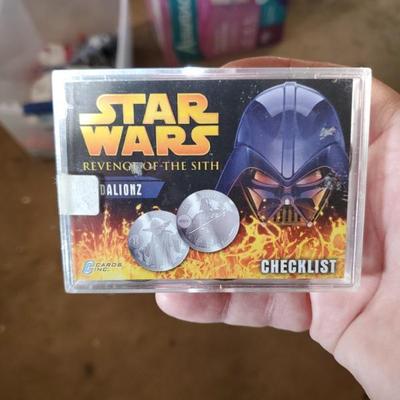 STAR
WARS
REVENGE OF THE SITH
DALIONZ
CARDS
INC.
CHECKLIST